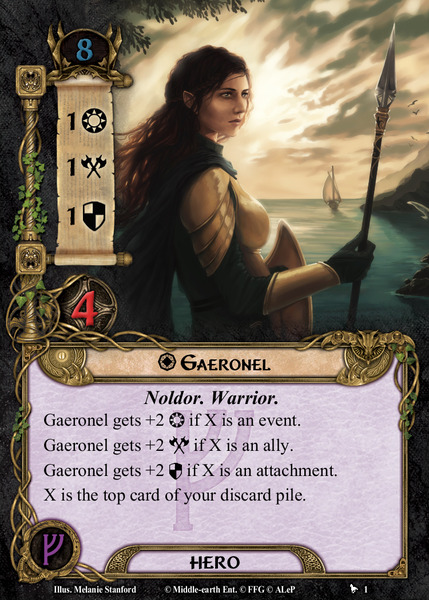 8
1
1
1
4
Gaeronel
Noldor. Warrior.
Gaeronel gets +2 if X is an event.
Gaeronel gets +2 if X is an ally.
Gaeronel gets +2 if X is an attachment.
X is the top card of your discard pile.
HERO
Illus. Melanie Stanford © Middle-earth Ent. © FFG © ALeP 1